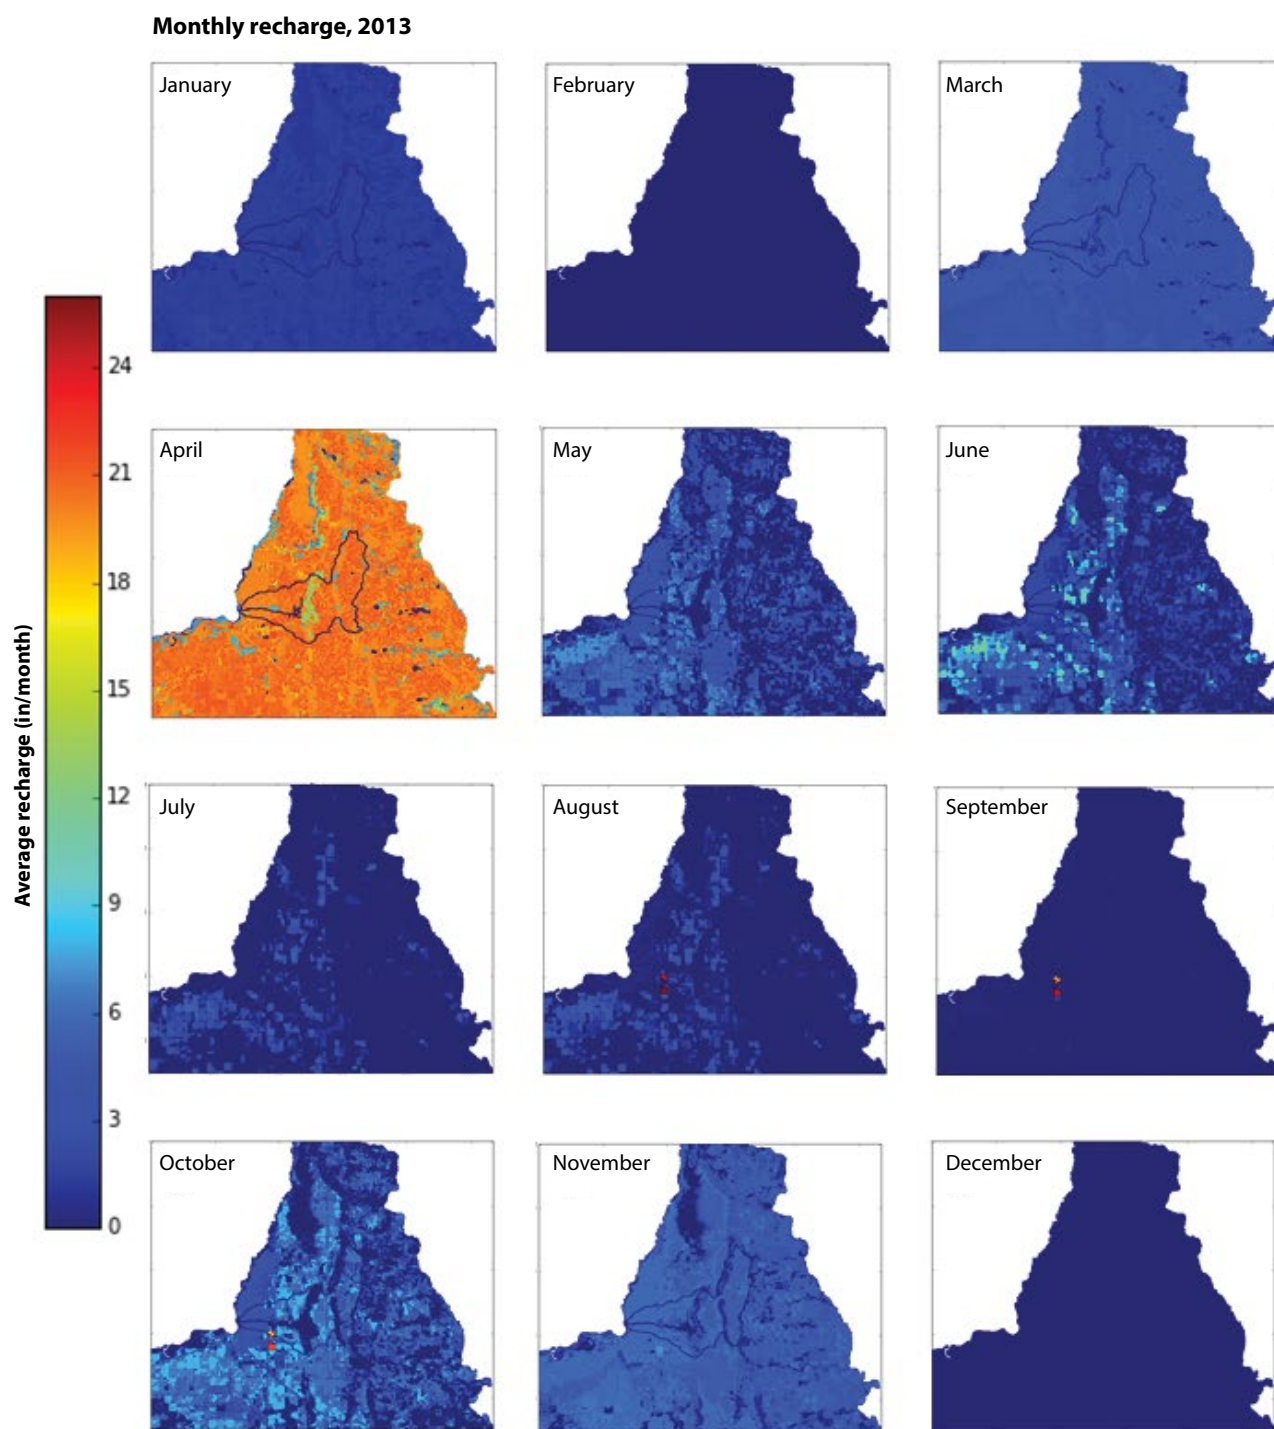 Monthly recharge, 2013
January
February
March
April
May
June
July
August
September
October
November
December
Average recharge (in/month)
24
21
18
15
12
9
6
3
0